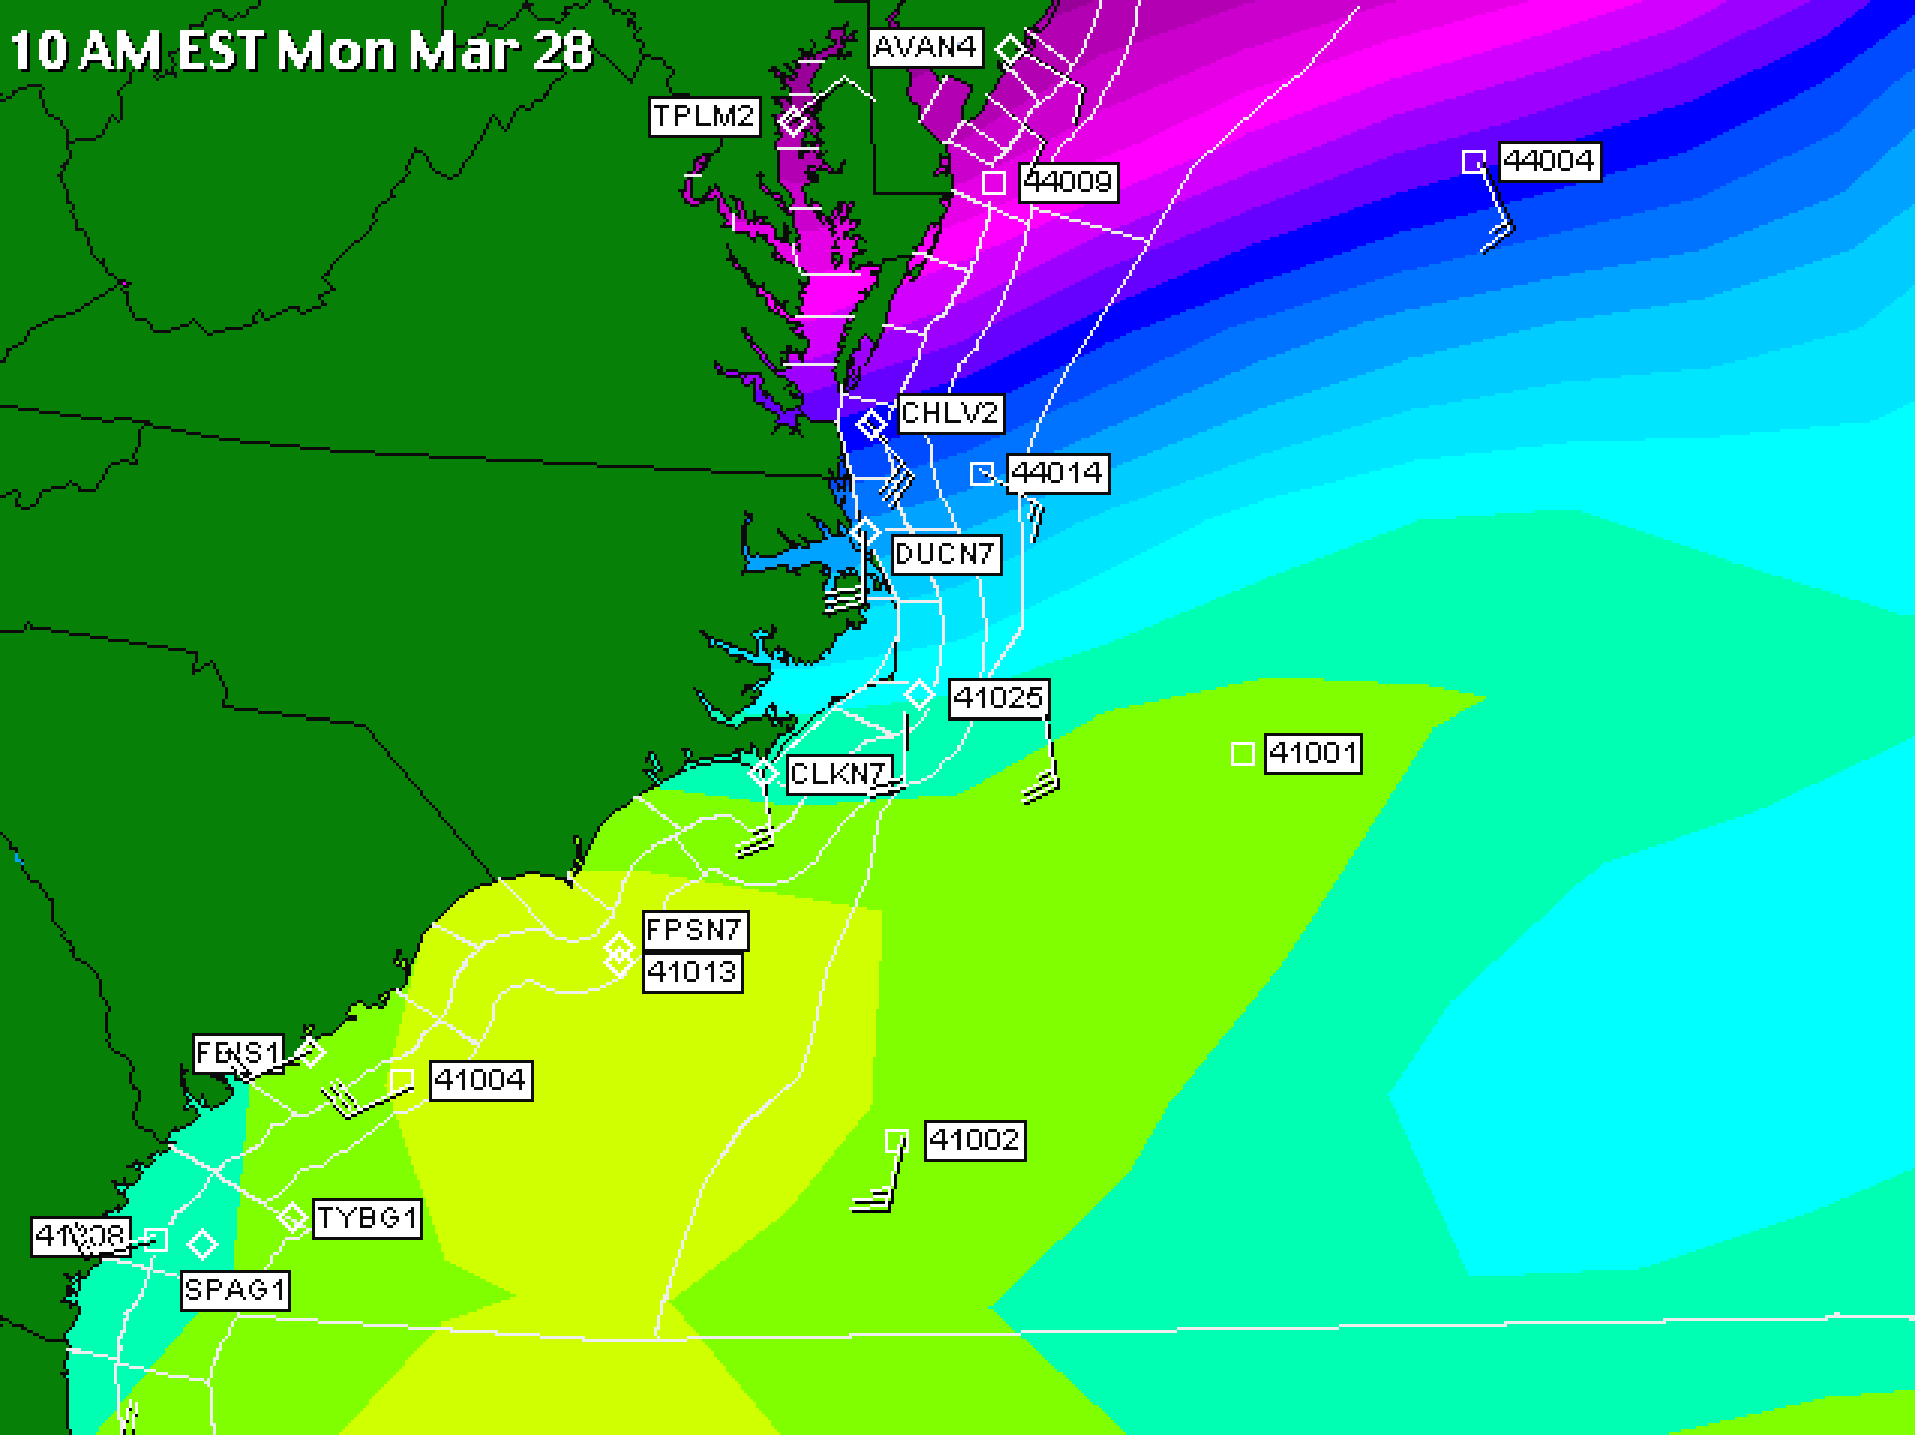 10 AM EST Mon Mar 28
AVAN4
TPLM2
44004
44009
CHLV2
44014
DUCN7
41025
41001
CLKN7
FPSN7
41013
41004
41002
TYBG1
SPAG1